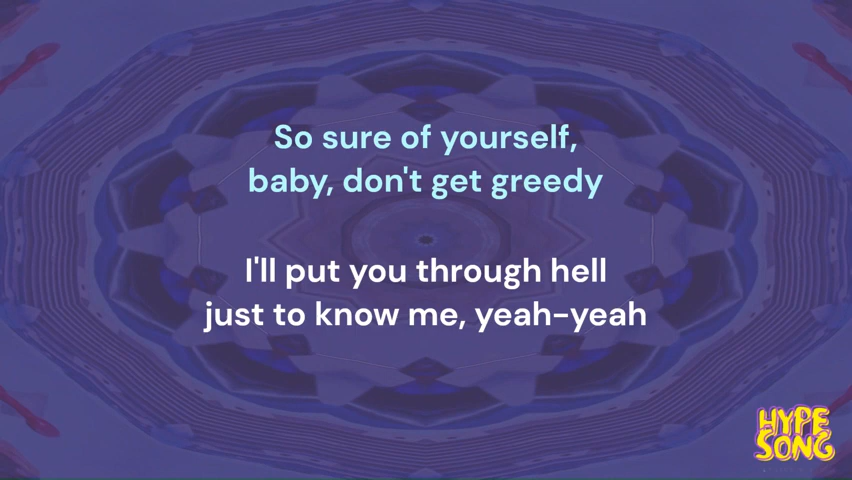 So sure of yourself,
baby, don't get greedy
I'll put you through hell
just to know me, yeah-yeah
HYPE
SONG